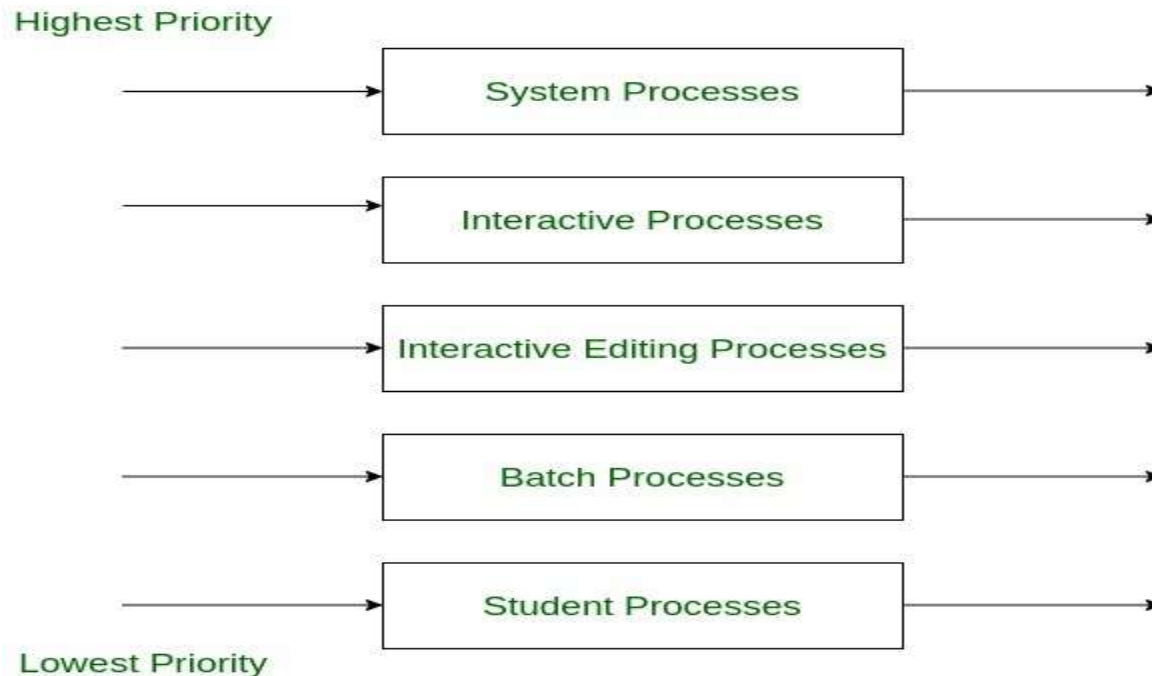 Highest Priority
System Processes
Interactive Processes
Interactive Editing Processes
Batch Processes
Student Processes
Lowest Priority